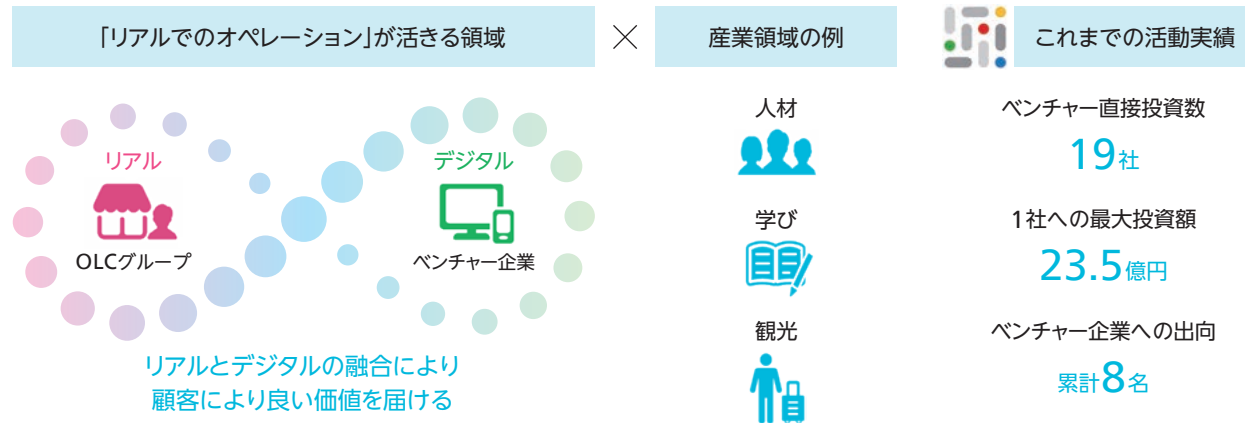 「リアルでのオペレーション」が活きる領域
×
産業領域の例
これまでの活動実績
リアル
OLCグループ
デジタル
ベンチャー企業
リアルとデジタルの融合により
顧客により良い価値を届ける
人材
学び
観光
ベンチャー直接投資数
19社
1社への最大投資額
23.5億円
ベンチャー企業への出向
累計8名